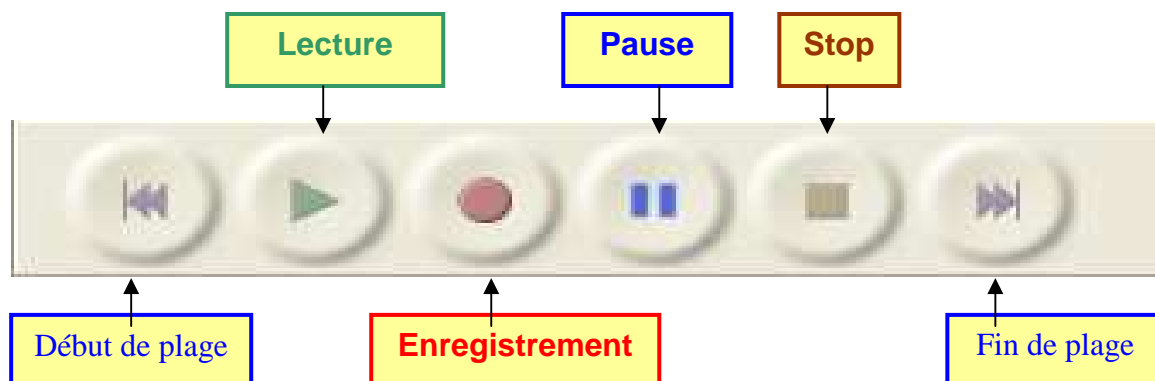 Lecture
Pause
Stop
Début de plage
Enregistrement
Fin de plage